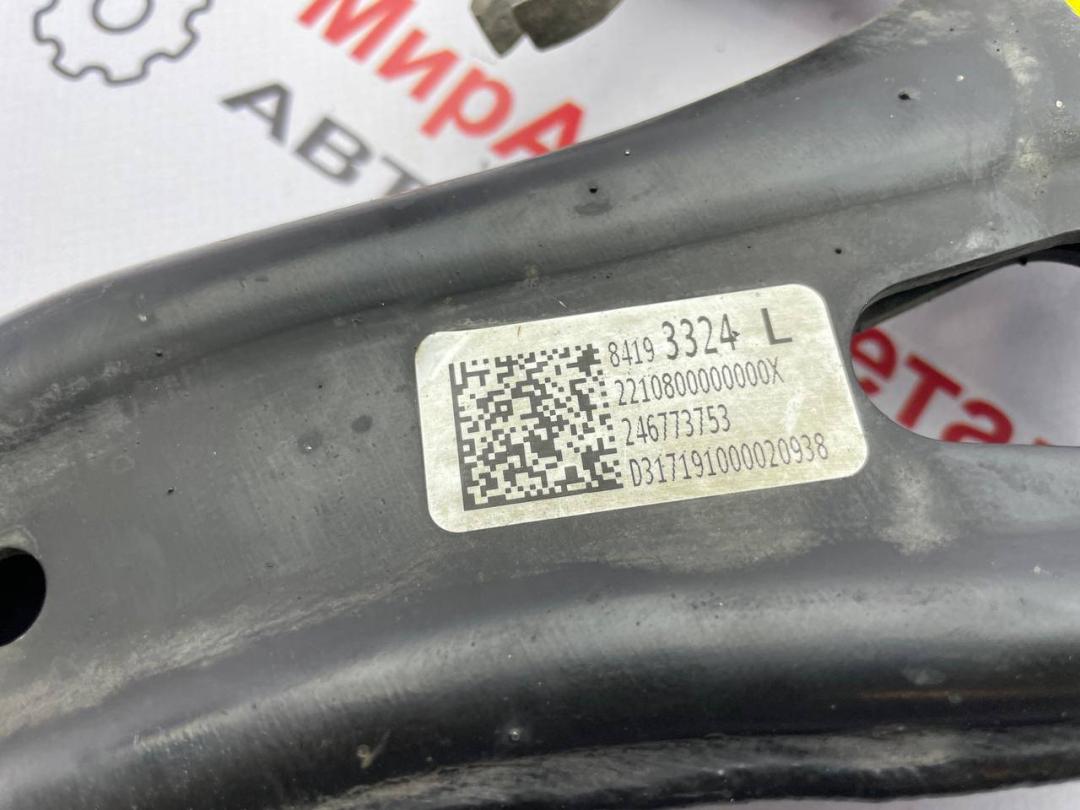 МирА
АВТ
8419 3324 L
2210800000000X
246773753
D317191000020938
ета